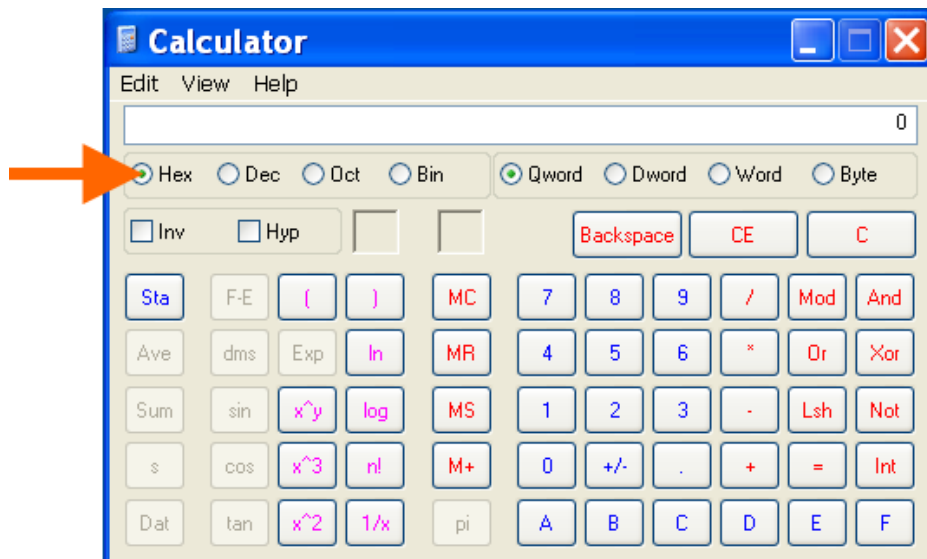 Calculator
Edit View Help
0
Hex Dec Oct Bin Qword Dword Word Byte
Inv Hyp Backspace CE C
Sta F-E ( ) MC 7 8 9 / Mod And
Ave dms Exp ln MR 4 5 6 * Or Xor
Sum sin x^y log MS 1 2 3 - Lsh Not
s cos x^3 n! M+ 0 +/- . + = Int
Dat tan x^2 1/x pi A B C D E F